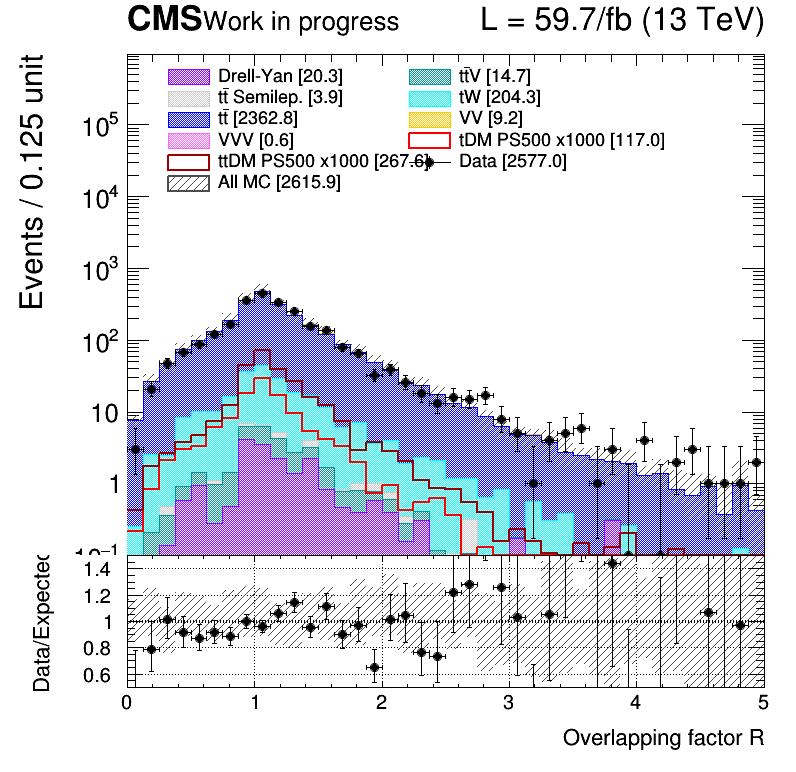 CMS Work in progress L = 59.7/fb (13 TeV)
Events / 0.125 unit
Drell-Yan [20.3] tt̄V [14.7]
tt̄ Semilep. [3.9] tW [204.3]
tt̄ [2362.8] VV [9.2]
VVV [0.6] tDM PS500 x1000 [117.0]
ttDM PS500 x1000 [267.6] Data [2577.0]
All MC [2615.9]
10⁵
10⁴
10³
10²
10
1
10⁻¹
Data/Expected
1.4
1.2
1
0.8
0.6
0 1 2 3 4 5
Overlapping factor R